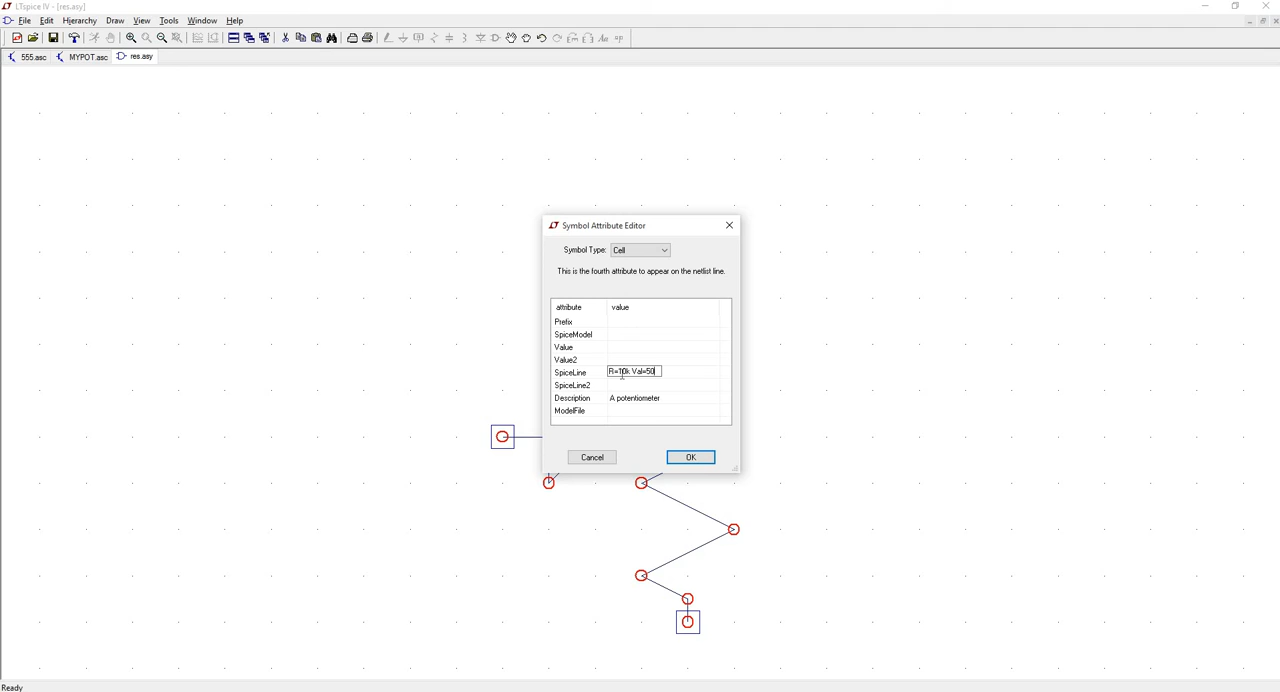 LTspice IV - [res.asy]
File Edit Hierarchy Draw View Tools Window Help
555.asc MYPOT.asc res.asy
Symbol Attribute Editor
Symbol Type: Cell
This is the fourth attribute to appear on the netlist line.
attribute value
Prefix
SpiceModel
Value
Value2
SpiceLine R=10k Val=50
SpiceLine2
Description A potentiometer
ModelFile
Cancel OK
Ready